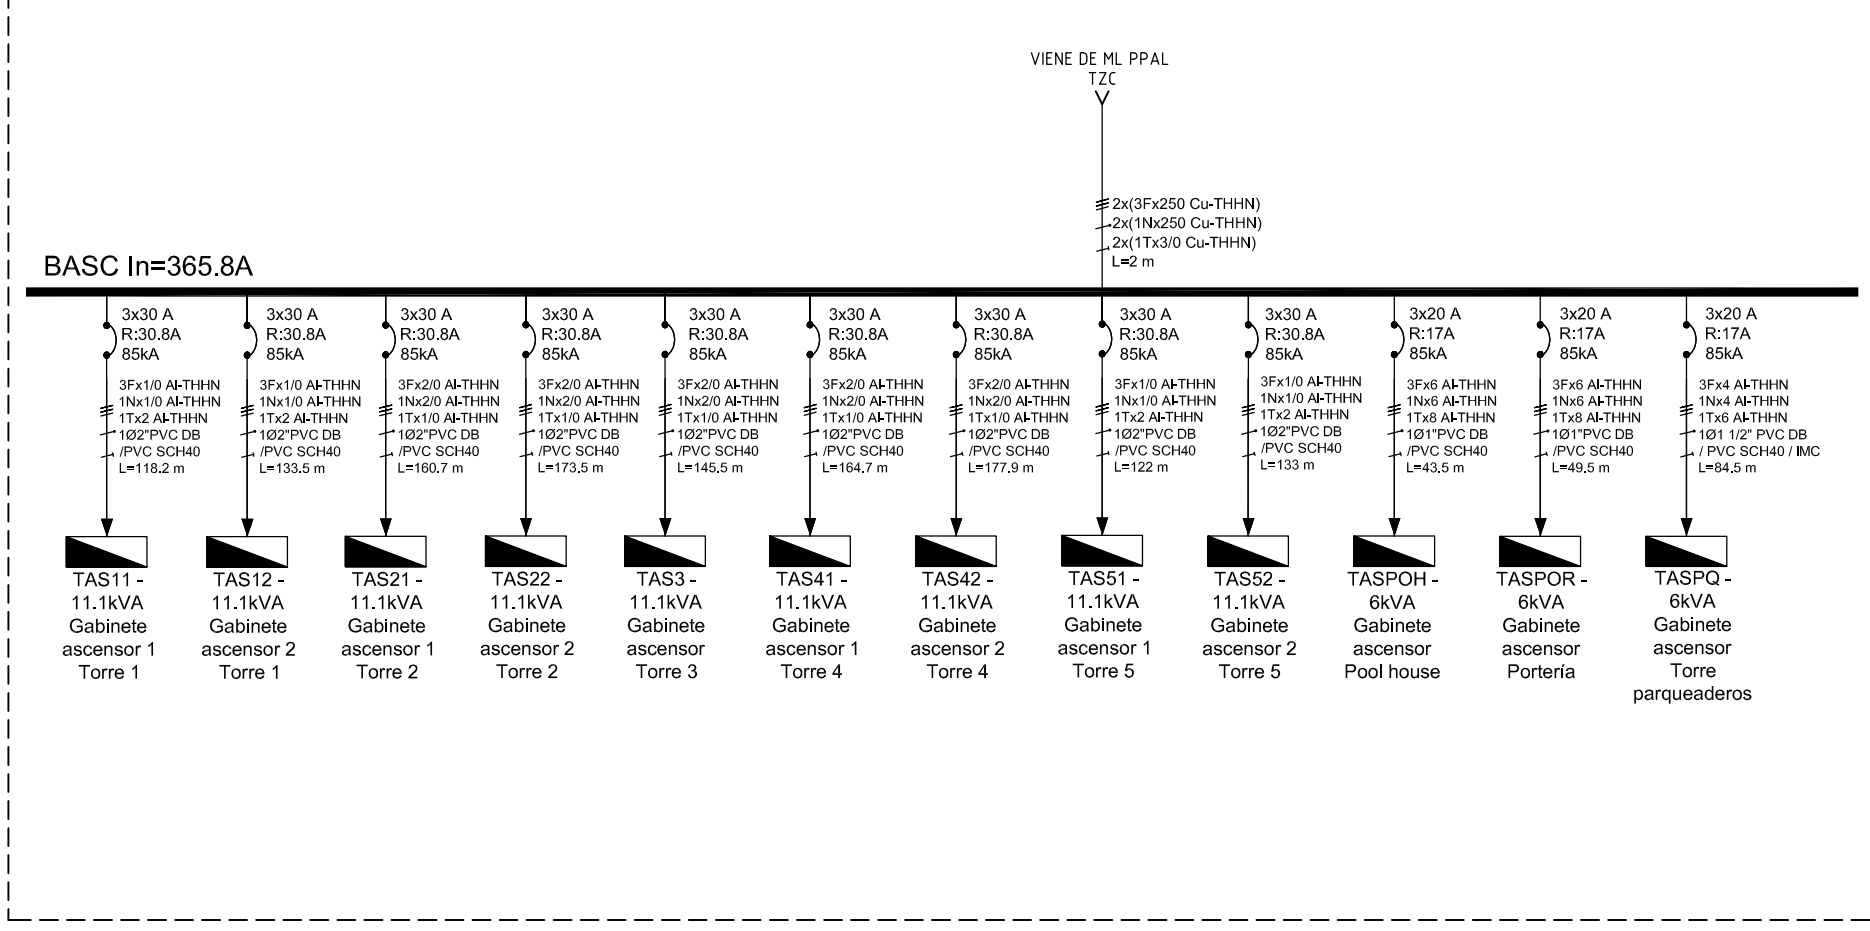 VIENE DE ML PPAL
TZC
2x(3Fx250 Cu-THHN)
2x(1Nx250 Cu-THHN)
2x(1Tx3/0 Cu-THHN)
L=2 m
BASC In=365.8A
3x30 A
R:30.8A
85kA
3Fx1/0 Al-THHN
1Nx1/0 Al-THHN
1Tx2 Al-THHN
1Ø2"PVC DB
/PVC SCH40
L=118.2 m
TAS11 -
11.1kVA
Gabinete
ascensor 1
Torre 1
3x30 A
R:30.8A
85kA
3Fx1/0 Al-THHN
1Nx1/0 Al-THHN
1Tx2 Al-THHN
1Ø2"PVC DB
/PVC SCH40
L=133.5 m
TAS12 -
11.1kVA
Gabinete
ascensor 2
Torre 1
3x30 A
R:30.8A
85kA
3Fx2/0 Al-THHN
1Nx2/0 Al-THHN
1Tx1/0 Al-THHN
1Ø2"PVC DB
/PVC SCH40
L=160.7 m
TAS21 -
11.1kVA
Gabinete
ascensor 1
Torre 2
3x30 A
R:30.8A
85kA
3Fx2/0 Al-THHN
1Nx2/0 Al-THHN
1Tx1/0 Al-THHN
1Ø2"PVC DB
/PVC SCH40
L=173.5 m
TAS22 -
11.1kVA
Gabinete
ascensor 2
Torre 2
3x30 A
R:30.8A
85kA
3Fx2/0 Al-THHN
1Nx2/0 Al-THHN
1Tx1/0 Al-THHN
1Ø2"PVC DB
/PVC SCH40
L=145.5 m
TAS3 -
11.1kVA
Gabinete
ascensor
Torre 3
3x30 A
R:30.8A
85kA
3Fx2/0 Al-THHN
1Nx2/0 Al-THHN
1Tx1/0 Al-THHN
1Ø2"PVC DB
/PVC SCH40
L=164.7 m
TAS41 -
11.1kVA
Gabinete
ascensor 1
Torre 4
3x30 A
R:30.8A
85kA
3Fx2/0 Al-THHN
1Nx2/0 Al-THHN
1Tx1/0 Al-THHN
1Ø2"PVC DB
/PVC SCH40
L=177.9 m
TAS42 -
11.1kVA
Gabinete
ascensor 2
Torre 4
3x30 A
R:30.8A
85kA
3Fx1/0 Al-THHN
1Nx1/0 Al-THHN
1Tx2 Al-THHN
1Ø2"PVC DB
/PVC SCH40
L=122 m
TAS51 -
11.1kVA
Gabinete
ascensor 1
Torre 5
3x30 A
R:30.8A
85kA
3Fx1/0 Al-THHN
1Nx1/0 Al-THHN
1Tx2 Al-THHN
1Ø2"PVC DB
/PVC SCH40
L=133 m
TAS52 -
11.1kVA
Gabinete
ascensor 2
Torre 5
3x20 A
R:17A
85kA
3Fx6 Al-THHN
1Nx6 Al-THHN
1Tx8 Al-THHN
1Ø1"PVC DB
/PVC SCH40
L=43.5 m
TASPOH -
6kVA
Gabinete
ascensor
Pool house
3x20 A
R:17A
85kA
3Fx6 Al-THHN
1Nx6 Al-THHN
1Tx8 Al-THHN
1Ø1"PVC DB
/ PVC SCH40
L=49.5 m
TASPOR -
6kVA
Gabinete
ascensor
Portería
3x20 A
R:17A
85kA
3Fx4 Al-THHN
1Nx4 Al-THHN
1Tx6 Al-THHN
1Ø1 1/2" PVC DB
/ PVC SCH40 / IMC
L=84.5 m
TASPQ -
6kVA
Gabinete
ascensor
Torre
parqueaderos